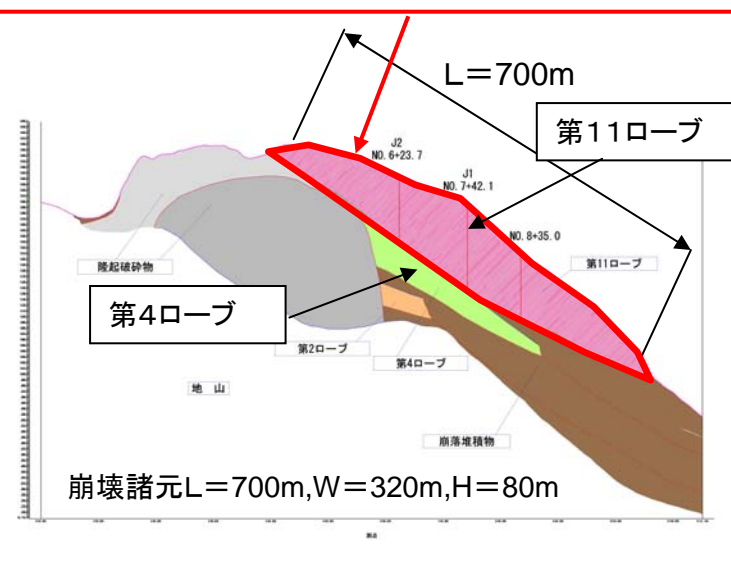 L=700m
第11ローブ
J2
NO.6+23.7
J1
NO.7+42.1
NO.8+35.0
隆起破砕物
第11ローブ
第4ローブ
第2ローブ
第4ローブ
地 山
崩落堆積物
崩壊諸元L=700m,W=320m,H=80m